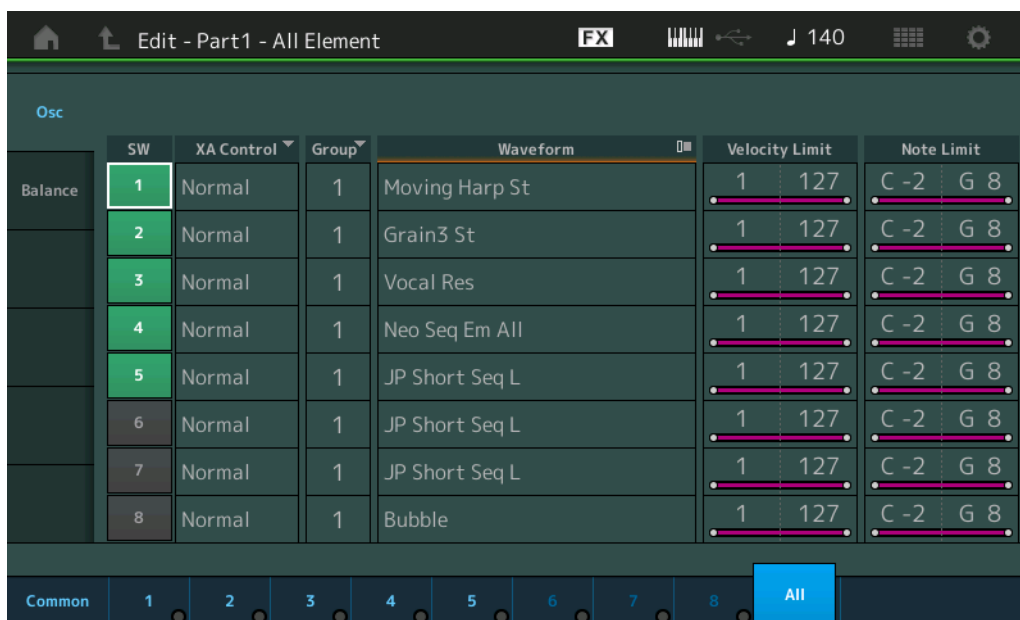 Edit - Part1 - All Element FX ♩ 140
Osc
SW XA Control Group Waveform Velocity Limit Note Limit
Balance 1 Normal 1 Moving Harp St 1 127 C -2 G 8
2 Normal 1 Grain3 St 1 127 C -2 G 8
3 Normal 1 Vocal Res 1 127 C -2 G 8
4 Normal 1 Neo Seq Em All 1 127 C -2 G 8
5 Normal 1 JP Short Seq L 1 127 C -2 G 8
6 Normal 1 JP Short Seq L 1 127 C -2 G 8
7 Normal 1 JP Short Seq L 1 127 C -2 G 8
8 Normal 1 Bubble 1 127 C -2 G 8
Common 1 2 3 4 5 6 7 8 All